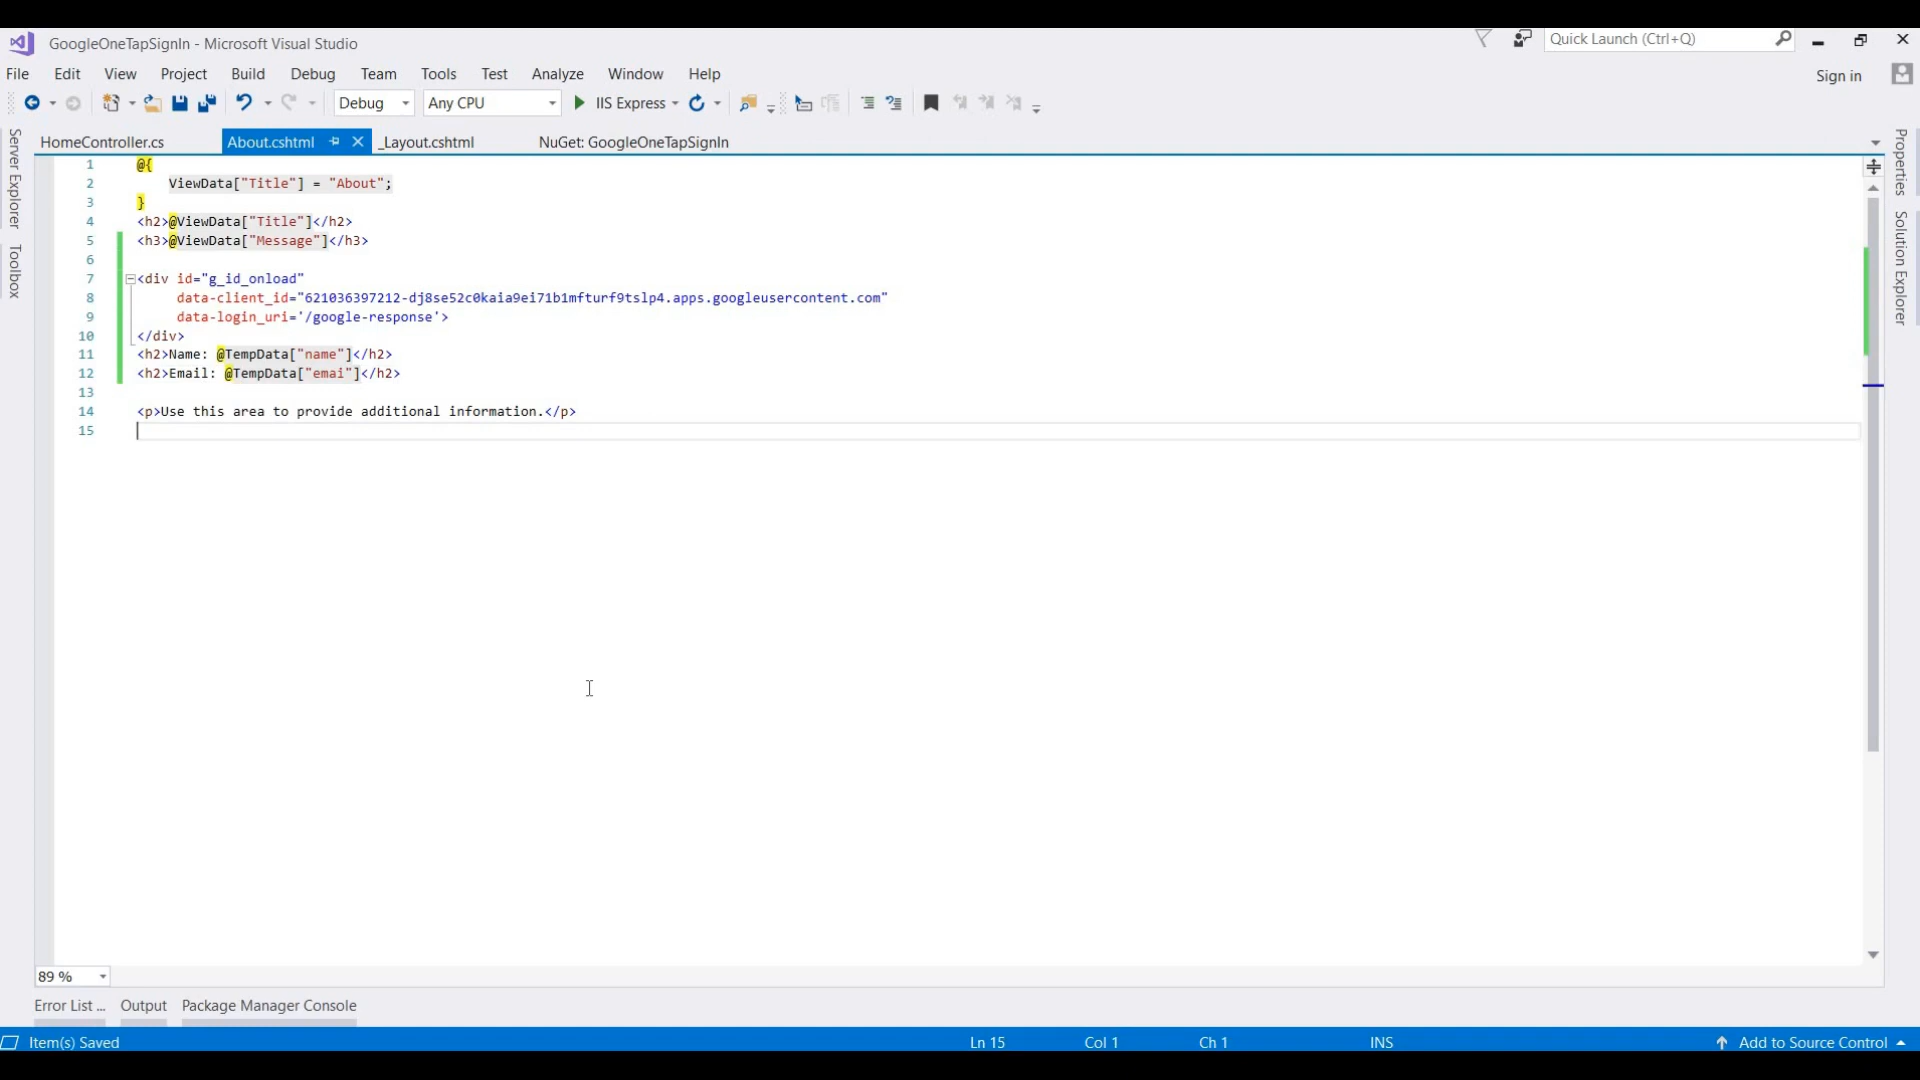 GoogleOneTapSignIn - Microsoft Visual Studio
Quick Launch (Ctrl+Q)
File Edit View Project Build Debug Team Tools Test Analyze Window Help
Sign in
Debug Any CPU IIS Express
HomeController.cs About.cshtml _Layout.cshtml NuGet: GoogleOneTapSignIn
Server Explorer
Toolbox
Properties
Solution Explorer
1 @{
2 ViewData["Title"] = "About";
3 }
4 <h2>@ViewData["Title"]</h2>
5 <h3>@ViewData["Message"]</h3>
6
7 <div id="g_id_onload"
8 data-client_id="621036397212-dj8se52c0kaia9ei71b1mfturf9tslp4.apps.googleusercontent.com"
9 data-login_uri='/google-response'>
10 </div>
11 <h2>Name: @TempData["name"]</h2>
12 <h2>Email: @TempData["emai"]</h2>
13
14 <p>Use this area to provide additional information.</p>
15
89 %
Error List ... Output Package Manager Console
Item(s) Saved Ln 15 Col 1 Ch 1 INS Add to Source Control